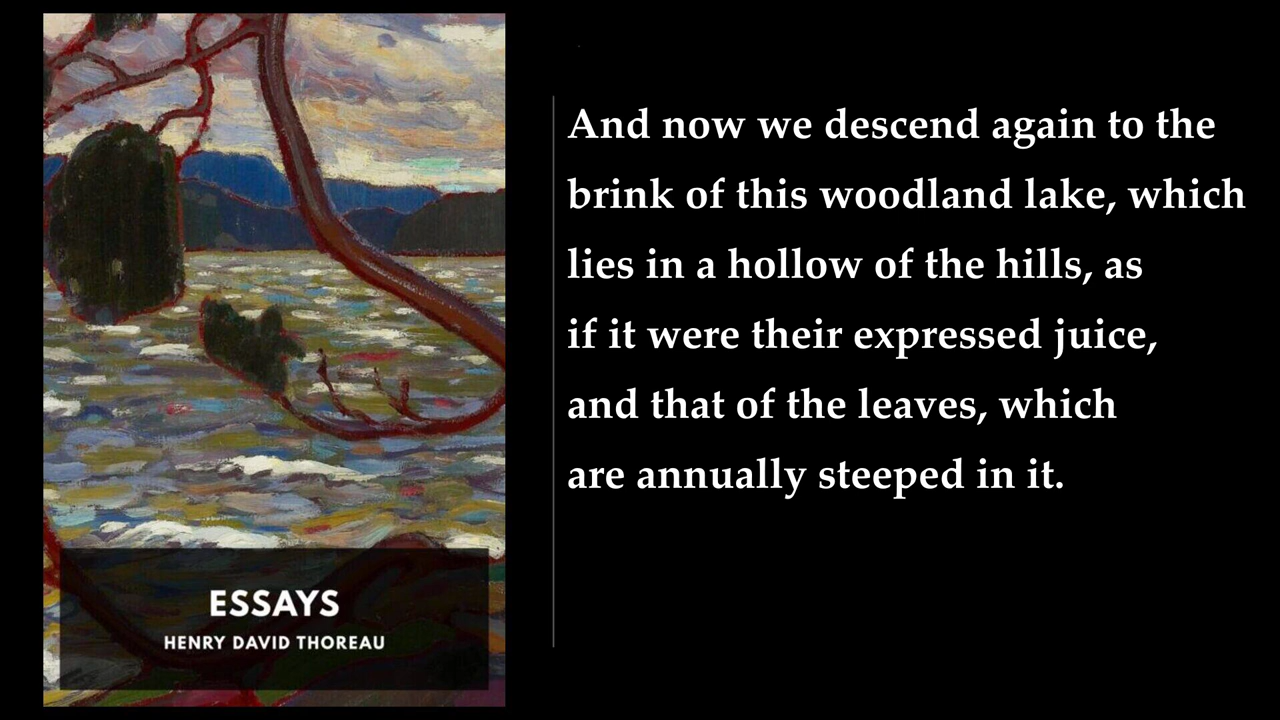 ESSAYS
HENRY DAVID THOREAU
And now we descend again to the
brink of this woodland lake, which
lies in a hollow of the hills, as
if it were their expressed juice,
and that of the leaves, which
are annually steeped in it.